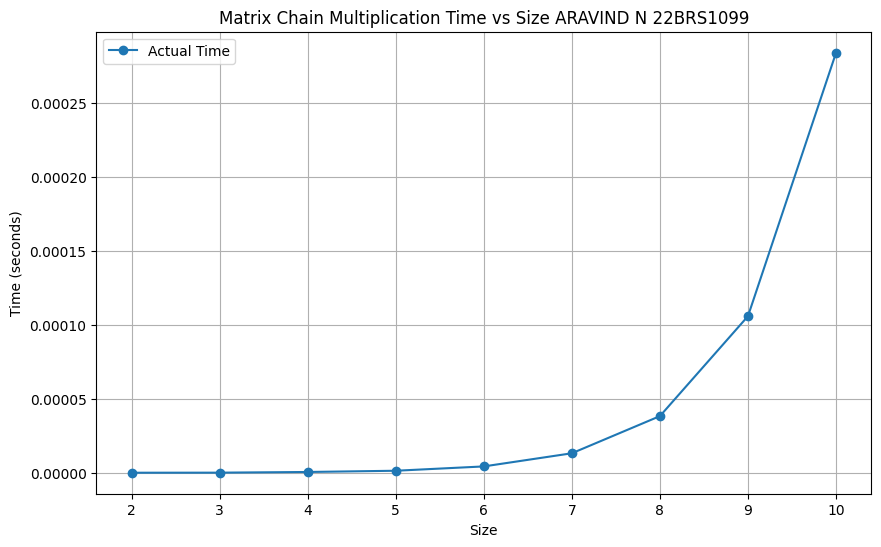 Matrix Chain Multiplication Time vs Size ARAVIND N 22BRS1099
Actual Time
0.00025
0.00020
0.00015
0.00010
0.00005
0.00000
Time (seconds)
2 3 4 5 6 7 8 9 10
Size